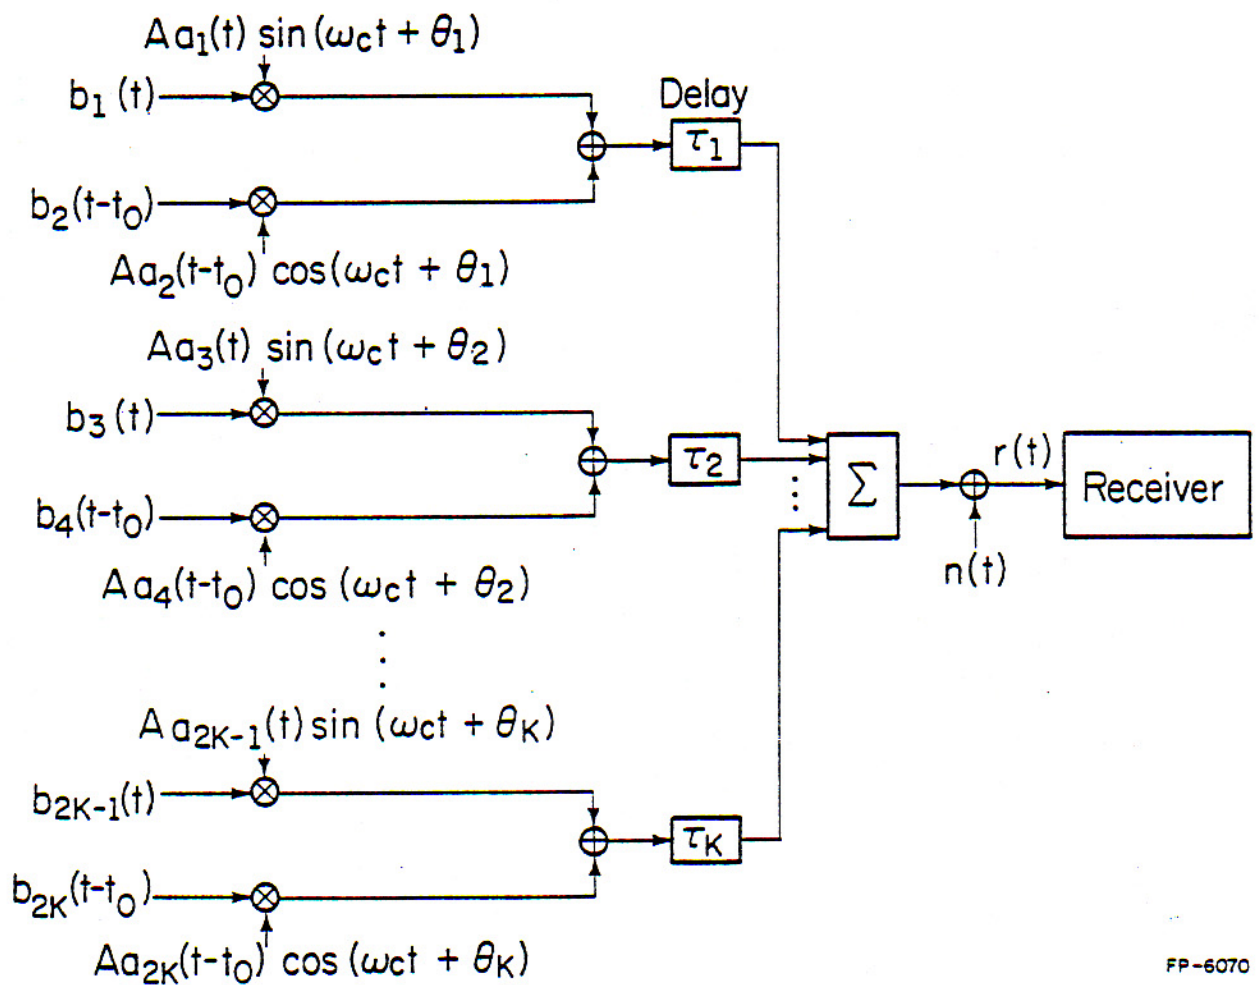 Aa₁(t) sin(ωct + θ₁)
b₁(t)
Delay
τ₁
b₂(t-t₀)
Aa₂(t-t₀) cos(ωct + θ₁)
Aa₃(t) sin(ωct + θ₂)
b₃(t)
τ₂
Σ
r(t)
Receiver
b₄(t-t₀)
n(t)
Aa₄(t-t₀) cos (ωct + θ₂)
Aa2K-1(t) sin (ωct + θK)
b2K-1(t)
τK
b2K(t-t₀)
Aa2K(t-t₀) cos (ωct + θK)
FP-6070